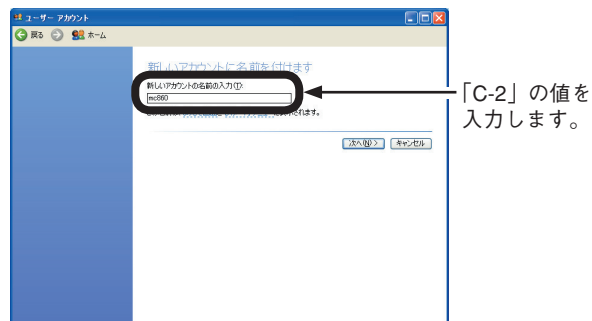 ユーザー アカウント
戻る ホーム
新しいアカウントに名前を付けます
新しいアカウントの名前の入力(T):
mc860
されます。
次へ(N) > キャンセル
「C-2」の値を
入力します。